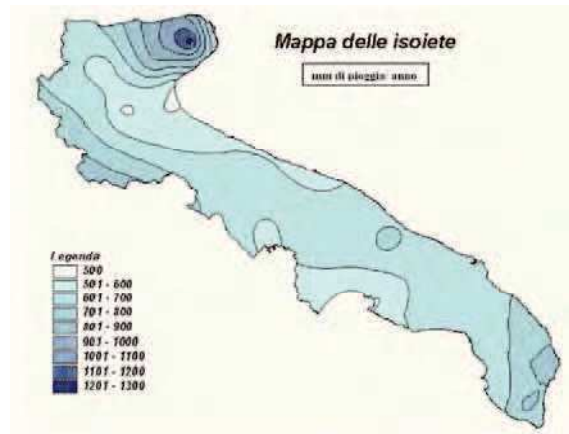 Mappa delle isoiete
mm di pioggia anno
Legenda
500
501 - 600
601 - 700
701 - 800
801 - 900
901 - 1000
1001 - 1100
1101 - 1200
1201 - 1300